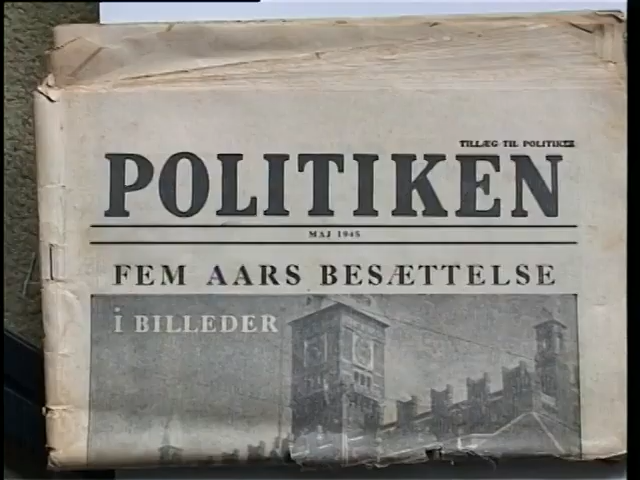 TILLÆG TIL POLITIKEN
POLITIKEN
MAJ 1945
FEM AARS BESÆTTELSE
i BILLEDER